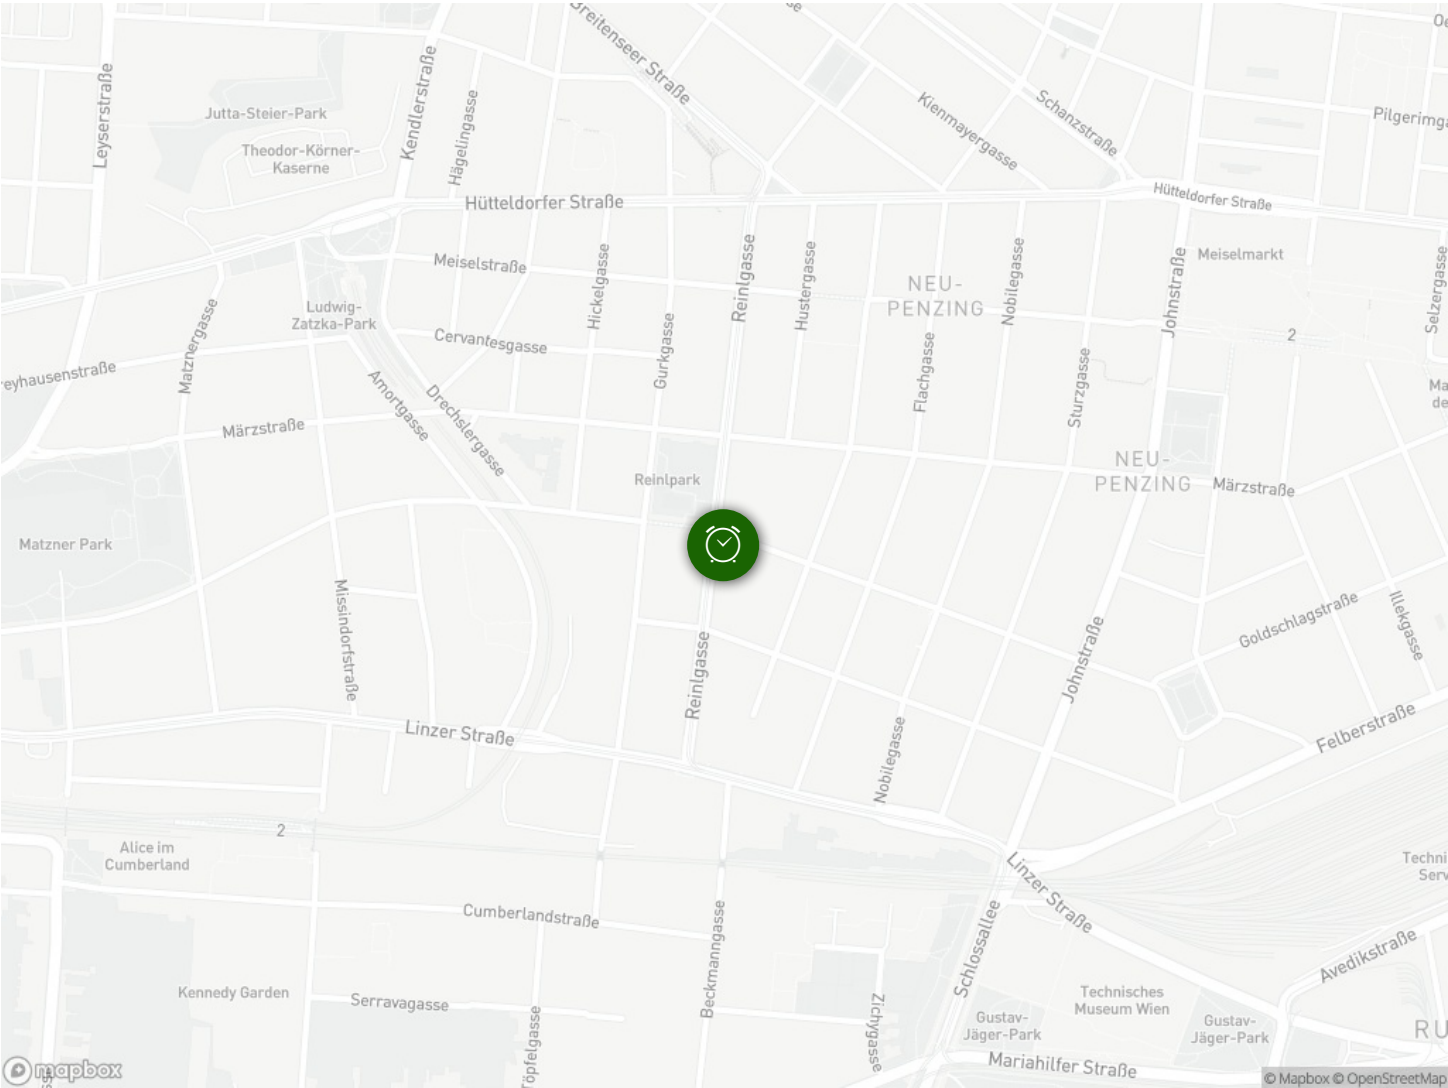 Breitenseer Straße
Leyserstraße
Kendlerstraße
Hägelingasse
Jutta-Steier-Park
Theodor-Körner-
Kaserne
Kienmayergasse
Schanzstraße
Hütteldorfer Straße
Hütteldorfer Straße
Meiselstraße
Hickelgasse
Reinlgasse
Hustergasse
NEU-
PENZING
Nobilegasse
Johnstraße
Meiselmarkt
Selzergasse
Ludwig-
Zatzka-Park
Matznergasse
Cervantesgasse
Gurkgasse
Flachgasse
Sturzgasse
2
reyhausenstraße
Amortgasse
Drechslergasse
Märzstraße
Reinlpark
NEU-
PENZING
Märzstraße
Matzner Park
Missindorfstraße
Goldschlagstraße
Illekgasse
Johnstraße
Reinlgasse
Linzer Straße
Nobilegasse
Felberstraße
2
Alice im
Cumberland
Linzer Straße
Cumberlandstraße
Beckmanngasse
Schlossallee
Avedikstraße
Kennedy Garden
Serravagasse
Töpfelgasse
Zichygasse
Technisches
Museum Wien
Gustav-
Jäger-Park
Gustav-
Jäger-Park
Mariahilfer Straße
mapbox
© Mapbox © OpenStreetMap